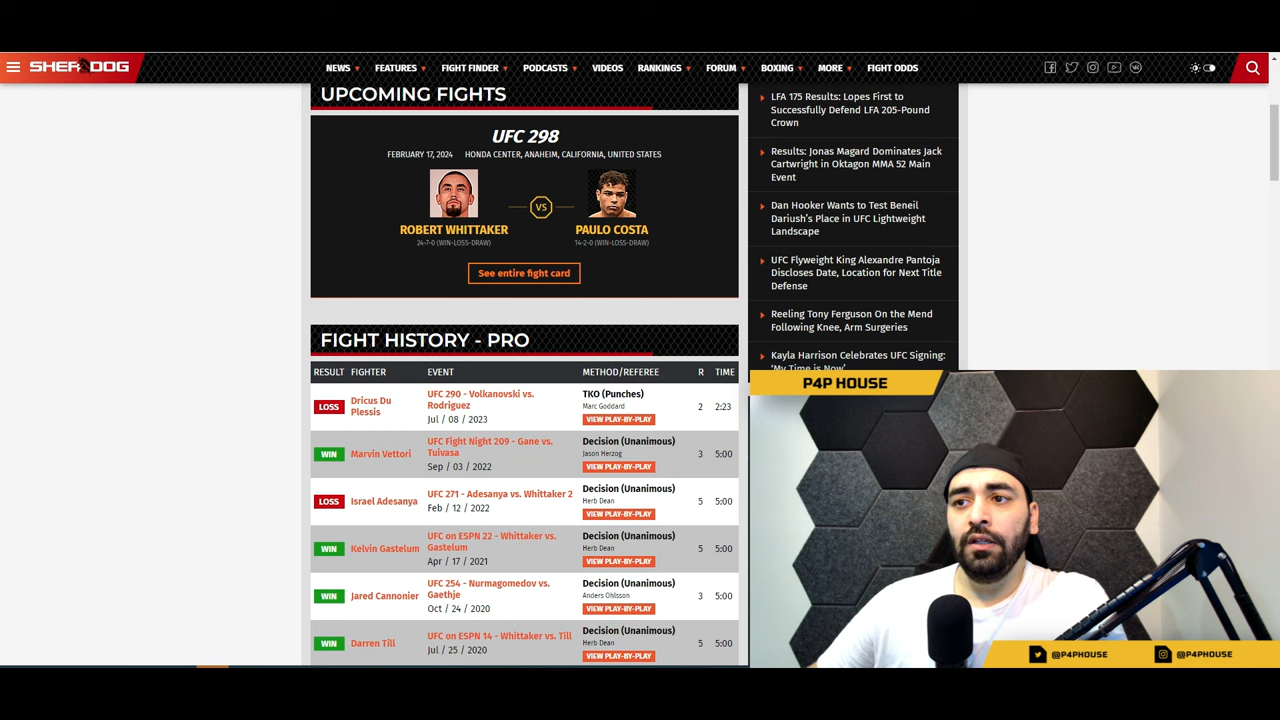 SHERDOG
NEWS FEATURES FIGHT FINDER PODCASTS VIDEOS RANKINGS FORUM BOXING MORE FIGHT ODDS
UPCOMING FIGHTS
UFC 298
FEBRUARY 17, 2024 HONDA CENTER, ANAHEIM, CALIFORNIA, UNITED STATES
VS
ROBERT WHITTAKER
24-7-0 (WIN-LOSS-DRAW)
PAULO COSTA
14-2-0 (WIN-LOSS-DRAW)
See entire fight card
FIGHT HISTORY - PRO
RESULT FIGHTER EVENT METHOD/REFEREE R TIME
LOSS
Dricus Du
Plessis
UFC 290 - Volkanovski vs.
Rodriguez
Jul / 08 / 2023
TKO (Punches)
Marc Goddard
VIEW PLAY-BY-PLAY
2 2:23
WIN
Marvin Vettori
UFC Fight Night 209 - Gane vs.
Tuivasa
Sep / 03 / 2022
Decision (Unanimous)
Jason Herzog
VIEW PLAY-BY-PLAY
3 5:00
LOSS
Israel Adesanya
UFC 271 - Adesanya vs. Whittaker 2
Feb / 12 / 2022
Decision (Unanimous)
Herb Dean
VIEW PLAY-BY-PLAY
5 5:00
WIN
Kelvin Gastelum
UFC on ESPN 22 - Whittaker vs.
Gastelum
Apr / 17 / 2021
Decision (Unanimous)
Herb Dean
VIEW PLAY-BY-PLAY
5 5:00
WIN
Jared Cannonier
UFC 254 - Nurmagomedov vs.
Gaethje
Oct / 24 / 2020
Decision (Unanimous)
Anders Ohlsson
VIEW PLAY-BY-PLAY
3 5:00
WIN
Darren Till
UFC on ESPN 14 - Whittaker vs. Till
Jul / 25 / 2020
Decision (Unanimous)
Herb Dean
VIEW PLAY-BY-PLAY
5 5:00
LFA 175 Results: Lopes First to
Successfully Defend LFA 205-Pound
Crown
Results: Jonas Magard Dominates Jack
Cartwright in Oktagon MMA 52 Main
Event
Dan Hooker Wants to Test Beneil
Dariush's Place in UFC Lightweight
Landscape
UFC Flyweight King Alexandre Pantoja
Discloses Date, Location for Next Title
Defense
Reeling Tony Ferguson On the Mend
Following Knee, Arm Surgeries
Kayla Harrison Celebrates UFC Signing:
'My Time is Now'
P4P HOUSE
@P4PHOUSE
@P4PHOUSE